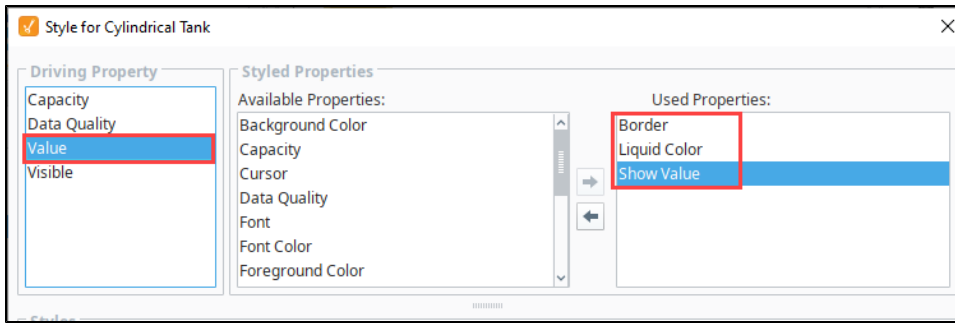 Style for Cylindrical Tank
Driving Property
Capacity
Data Quality
Value
Visible
Styled Properties
Available Properties:
Background Color
Capacity
Cursor
Data Quality
Font
Font Color
Foreground Color
Used Properties:
Border
Liquid Color
Show Value
Styles